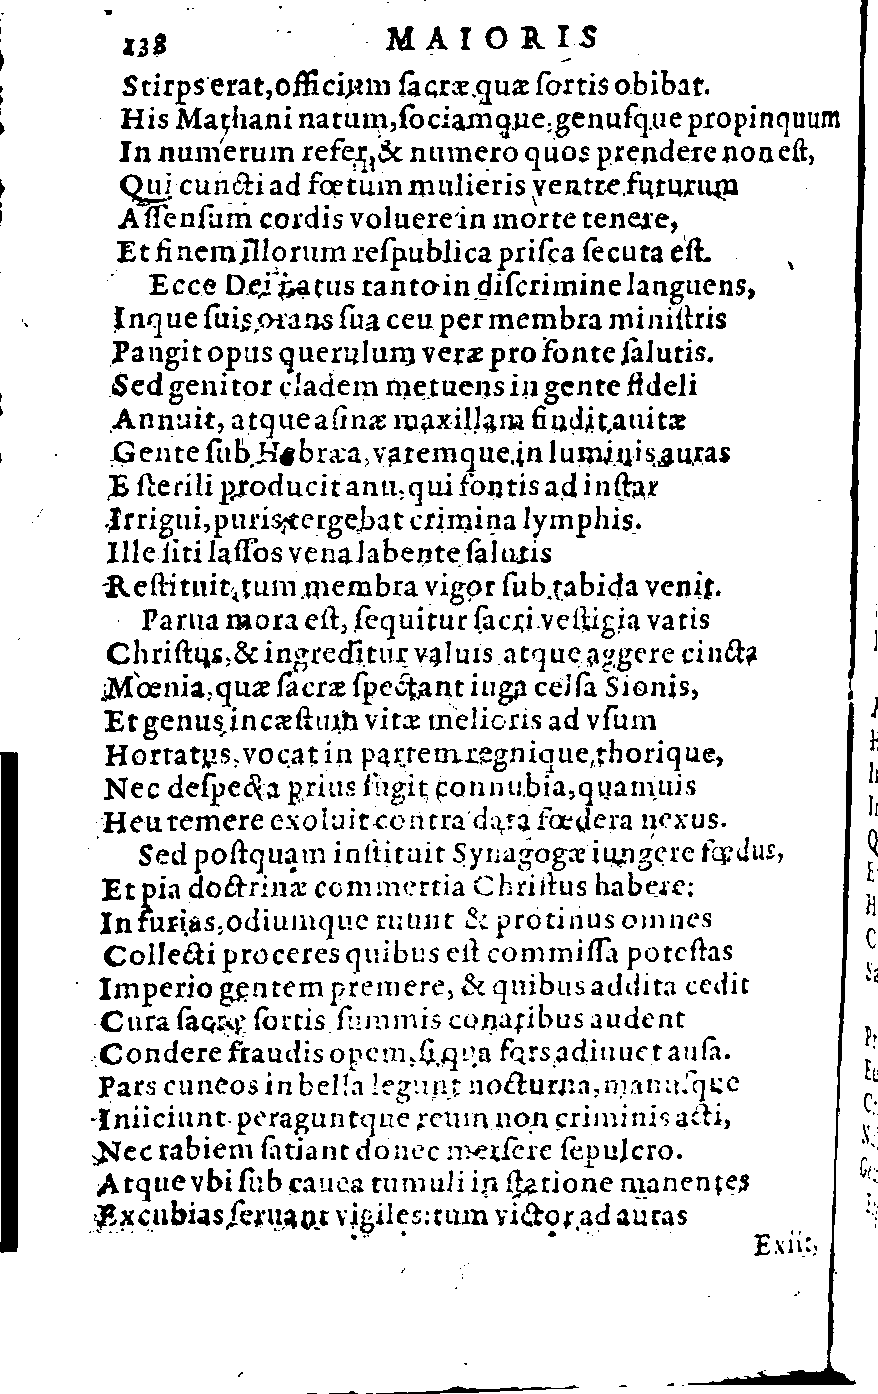 138 MAIORIS
Stirps erat, officium sacræ quæ sortis obibat.
His Mathani natum, sociamque, genusque propinquum
In numerum refer, & numero quos prendere non est,
Qui cuncti ad fœtum mulieris ventre futurum
Assensum cordis voluere in morte tenere,
Et finem illorum respublica prisca secuta est.
Ecce Dei natus tanto in discrimine languens,
Inque suis orans sua ceu per membra ministris
Pangit opus querulum veræ pro fonte salutis.
Sed genitor cladem metuens in gente fideli
Annuit, atque asinæ maxillam findit, auitæ
Gente sub Hebræa, vatemque in luminis auras
E sterili producit anu, qui fontis ad instar
Irrigui, puris tergebat crimina lymphis.
Ille siti lassos vena labente salutis
Restituit, tum membra vigor sub tabida venit.
Parua mora est, sequitur sacri vestigia vatis
Christus, & ingreditur valuis atque aggere cincta
Mœnia, quæ sacræ spectant iuga celsa Sionis,
Et genus incæstum vitæ melioris ad vsum
Hortatus, vocat in partem regnique, thorique,
Nec despecta prius fugit connubia, quamuis
Heu temere exoluit contra data fœdera nexus.
Sed postquam instituit Synagogæ iungere fœdus,
Et pia doctrinæ commertia Christus habere:
In furias, odiumque ruunt & protinus omnes
Collecti proceres quibus est commissa potestas
Imperio gentem premere, & quibus addita cedit
Cura sacræ sortis summis conatibus audent
Condere fraudis opem, si qua fors adiuuet ausa.
Pars cuneos in bella legunt nocturna, manusque
Iniiciunt peraguntque reum non criminis acti,
Nec rabiem satiant donec mersere sepulcro.
Atque vbi sub cauea tumuli in statione manentes
Excubias seruant vigiles: tum victor ad auras
Exiit,